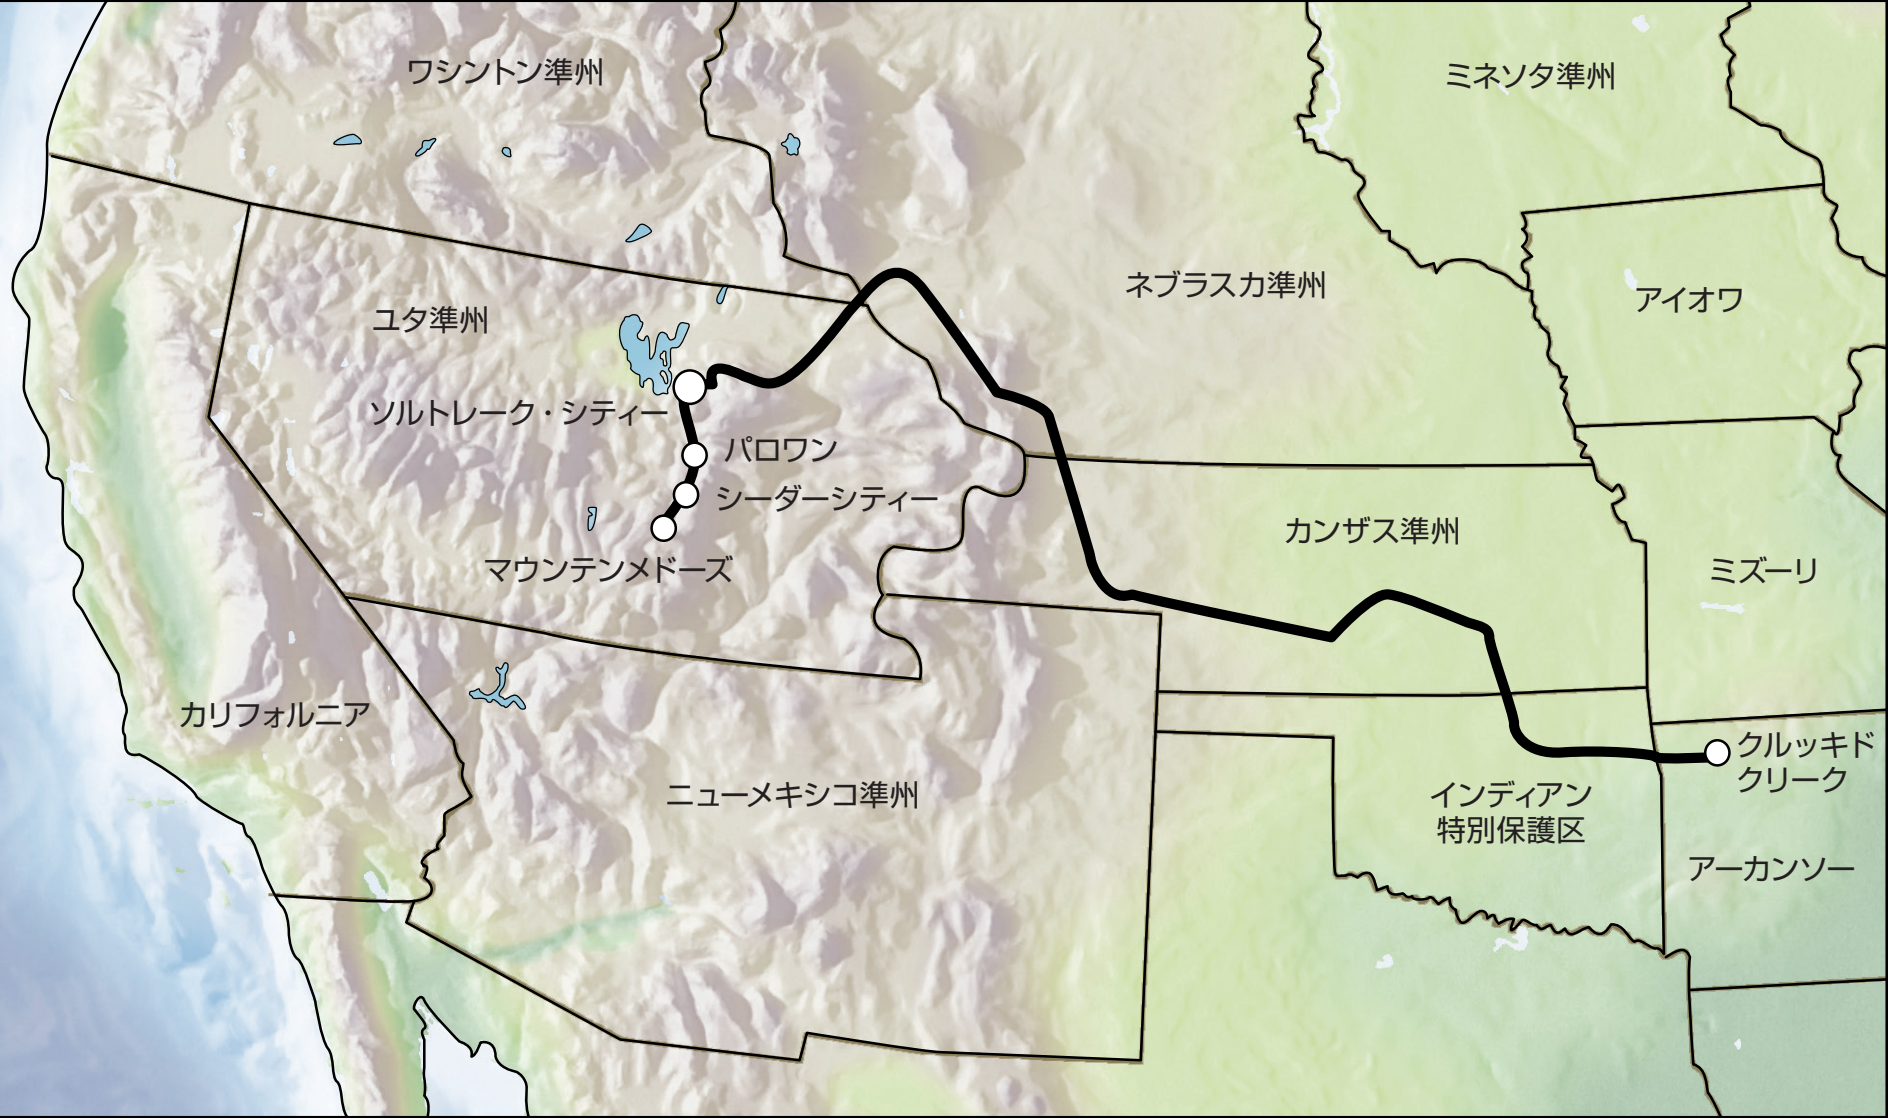 ワシントン準州
ミネソタ準州
ネブラスカ準州
アイオワ
ユタ準州
ソルトレーク・シティー
パロワン
シーダーシティー
カンザス準州
マウンテンメドーズ
ミズーリ
カリフォルニア
クルッキド
クリーク
ニューメキシコ準州
インディアン
特別保護区
アーカンソー